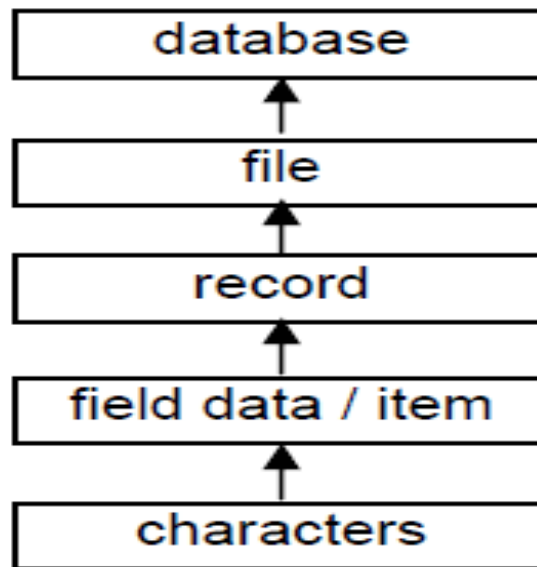 database
file
record
field data / item
characters